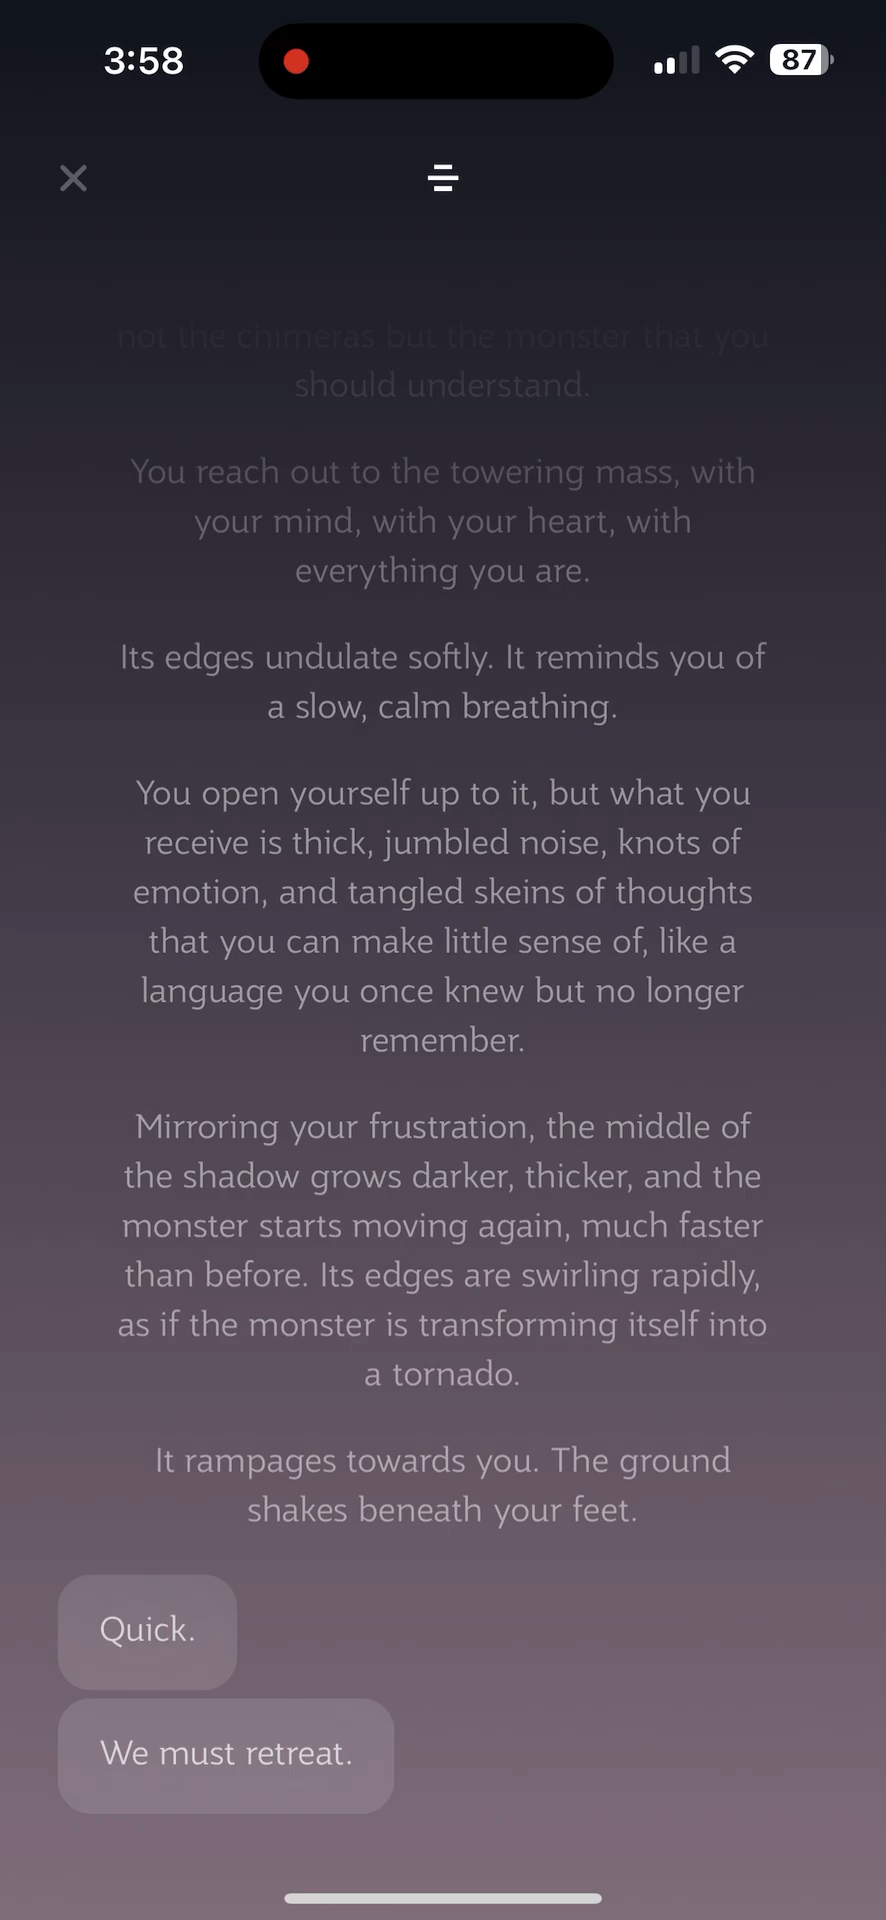 3:58
87
not the chimeras but the monster that you
should understand.
You reach out to the towering mass, with
your mind, with your heart, with
everything you are.
Its edges undulate softly. It reminds you of
a slow, calm breathing.
You open yourself up to it, but what you
receive is thick, jumbled noise, knots of
emotion, and tangled skeins of thoughts
that you can make little sense of, like a
language you once knew but no longer
remember.
Mirroring your frustration, the middle of
the shadow grows darker, thicker, and the
monster starts moving again, much faster
than before. Its edges are swirling rapidly,
as if the monster is transforming itself into
a tornado.
It rampages towards you. The ground
shakes beneath your feet.
Quick.
We must retreat.